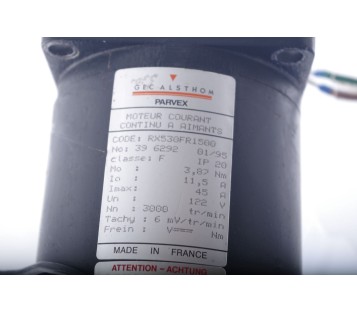 GEC ALSTHOM
PARVEX
MOTEUR COURANT
CONTINU A AIMANTS
CODE: RX530FR1500
No: 39 6292 01/95
classe: F IP 20
Mo : 3,87 Nm
Io : 11,5 A
Imax: 45 A
Un : 122 V
Nn : 3000 tr/min
Tachy : 6 mV/tr/min
Frein : V Nm
MADE IN FRANCE
ATTENTION - ACHTUNG